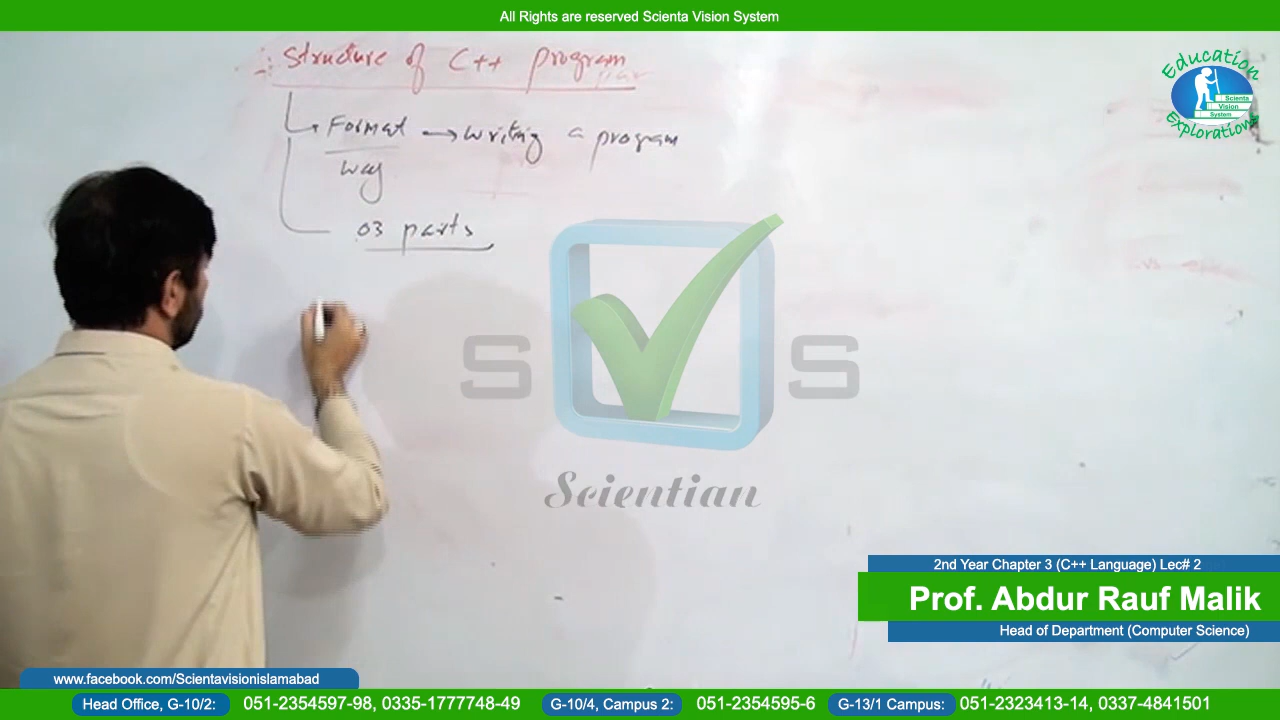 All Rights are reserved Scienta Vision System
Education
Scienta
Vision
System
Explorations
Structure of C++ program
Format → writing a program
way
03 parts
S S
Scientian
2nd Year Chapter 3 (C++ Language) Lec# 2
Prof. Abdur Rauf Malik
Head of Department (Computer Science)
www.facebook.com/Scientavisionislamabad
Head Office, G-10/2: 051-2354597-98, 0335-1777748-49 G-10/4, Campus 2: 051-2354595-6 G-13/1 Campus: 051-2323413-14, 0337-4841501